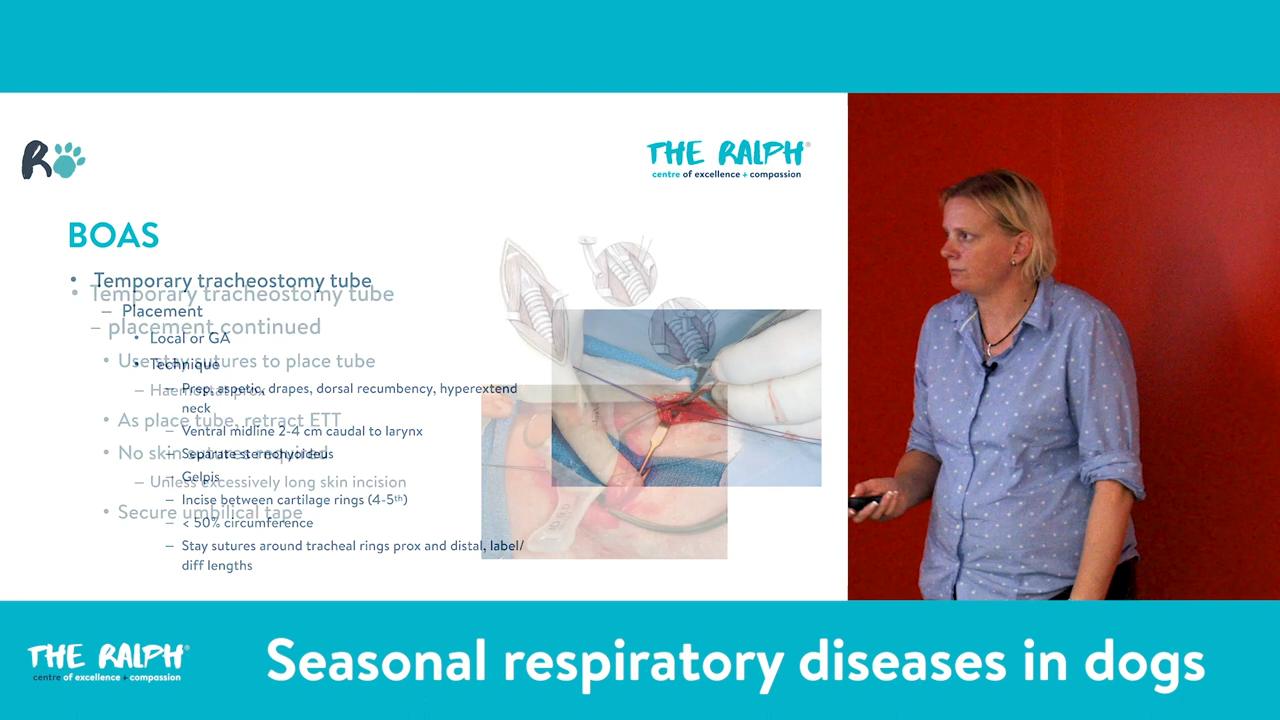 THE RALPH®
centre of excellence + compassion
BOAS
• Temporary tracheostomy tube
– Placement
• Local or GA
• Technique
– Prep, aspetic, drapes, dorsal recumbency, hyperextend
neck
– Ventral midline 2-4 cm caudal to larynx
– Separate sternohyoideus
– Gelpis
– Incise between cartilage rings (4-5th)
– < 50% circumference
– Stay sutures around tracheal rings prox and distal, label/
diff lengths
• Temporary tracheostomy tube
– placement continued
• Use stay sutures to place tube
• As place tube, retract ETT
• No skin sutures required
– Unless excessively long skin incision
• Secure umbilical tape
THE RALPH®
centre of excellence + compassion
Seasonal respiratory diseases in dogs